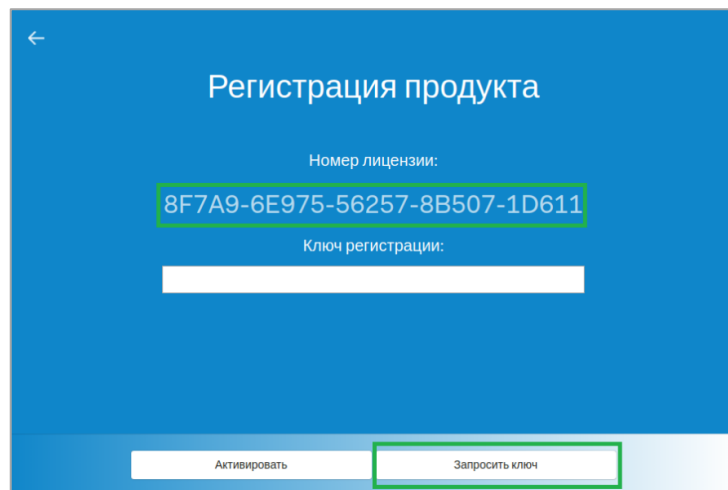 Регистрация продукта
Номер лицензии:
8F7A9-6E975-56257-8B507-1D611
Ключ регистрации:
Активировать
Запросить ключ